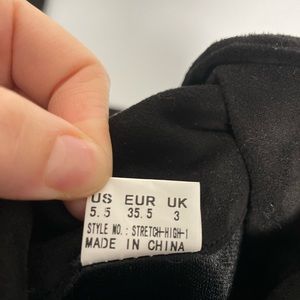 US EUR UK
5.5 35.5 3
STYLE NO.: STRETCH-HIGH-1
MADE IN CHINA